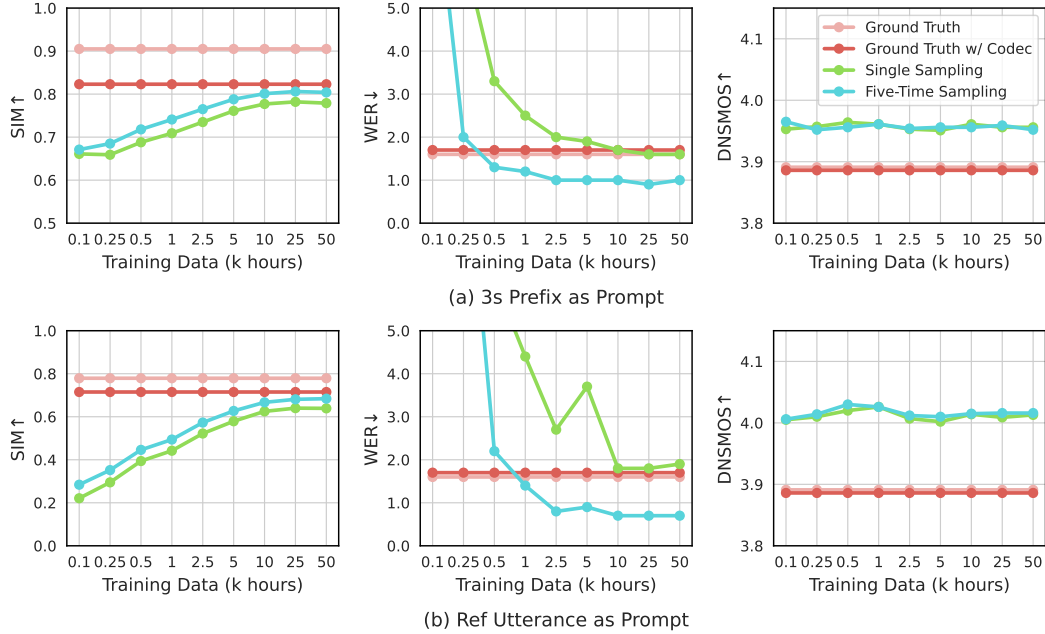 1.0
0.9
0.8
0.7
0.6
0.5
SIM↑
0.1 0.25 0.5 1 2.5 5 10 25 50
Training Data (k hours)
5.0
4.0
3.0
2.0
1.0
0.0
WER↓
0.1 0.25 0.5 1 2.5 5 10 25 50
Training Data (k hours)
4.1
4.0
3.9
3.8
DNSMOS↑
Ground Truth
Ground Truth w/ Codec
Single Sampling
Five-Time Sampling
0.1 0.25 0.5 1 2.5 5 10 25 50
Training Data (k hours)
(a) 3s Prefix as Prompt
1.0
0.8
0.6
0.4
0.2
0.0
SIM↑
0.1 0.25 0.5 1 2.5 5 10 25 50
Training Data (k hours)
5.0
4.0
3.0
2.0
1.0
0.0
WER↓
0.1 0.25 0.5 1 2.5 5 10 25 50
Training Data (k hours)
4.1
4.0
3.9
3.8
DNSMOS↑
0.1 0.25 0.5 1 2.5 5 10 25 50
Training Data (k hours)
(b) Ref Utterance as Prompt